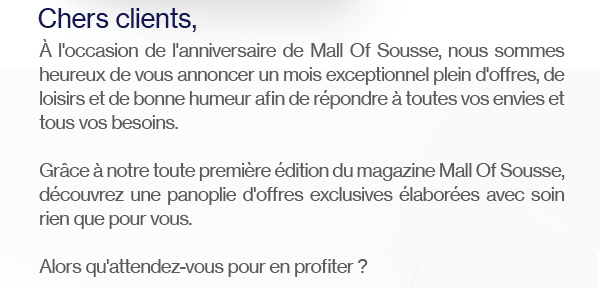 Chers clients,
À l'occasion de l'anniversaire de Mall Of Sousse, nous sommes
heureux de vous annoncer un mois exceptionnel plein d'offres, de
loisirs et de bonne humeur afin de répondre à toutes vos envies et
tous vos besoins.
Grâce à notre toute première édition du magazine Mall Of Sousse,
découvrez une panoplie d'offres exclusives élaborées avec soin
rien que pour vous.
Alors qu'attendez-vous pour en profiter ?